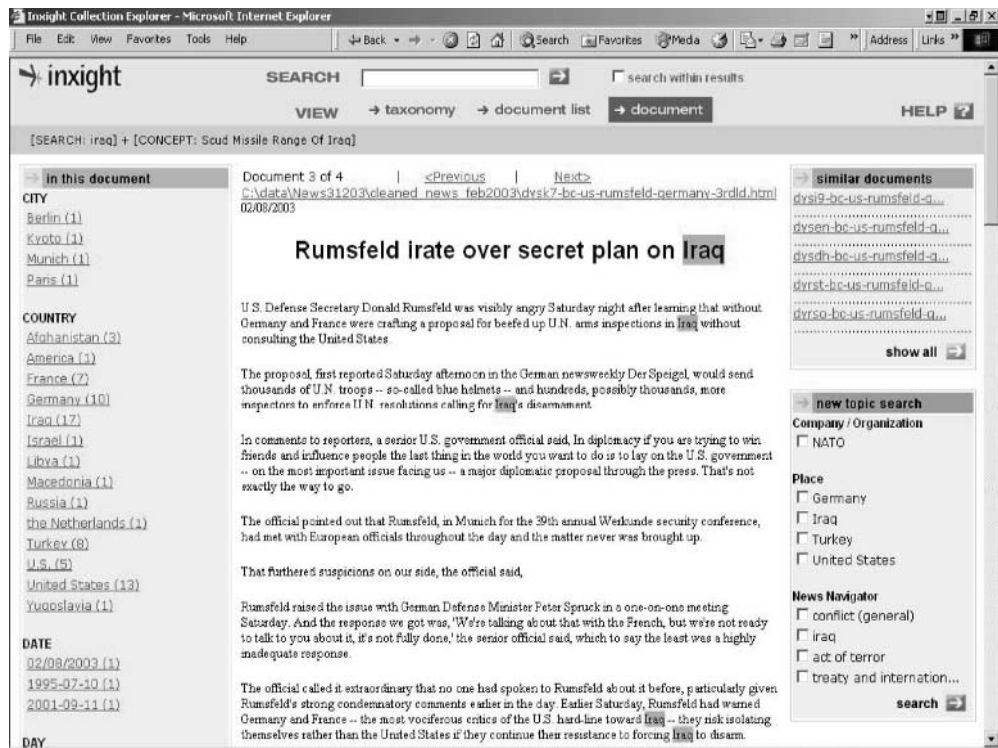 Inxight Collection Explorer - Microsoft Internet Explorer
File Edit View Favorites Tools Help
Back Search Favorites Media » Address Links »
inxight
SEARCH
search within results
VIEW → taxonomy → document list → document
HELP ?
[SEARCH: iraq] + [CONCEPT: Scud Missile Range Of Iraq]
in this document
CITY
Berlin (1)
Kyoto (1)
Munich (1)
Paris (1)
COUNTRY
Afghanistan (3)
America (1)
France (7)
Germany (10)
Iraq (17)
Israel (1)
Libya (1)
Macedonia (1)
Russia (1)
the Netherlands (1)
Turkey (8)
U.S. (5)
United States (13)
Yugoslavia (1)
DATE
02/08/2003 (1)
1995-07-10 (1)
2001-09-11 (1)
DAY
Document 3 of 4 | <Previous | Next>
C:\data\News31203\cleaned_news_feb2003\dysk7-bc-us-rumsfeld-germany-3rdld.html
02/08/2003
Rumsfeld irate over secret plan on Iraq
U.S. Defense Secretary Donald Rumsfeld was visibly angry Saturday night after learning that without
Germany and France were crafting a proposal for beefed up U.N. arms inspections in Iraq without
consulting the United States.
The proposal, first reported Saturday afternoon in the German newsweekly Der Speigel, would send
thousands of U.N. troops -- so-called blue helmets -- and hundreds, possibly thousands, more
inspectors to enforce U.N. resolutions calling for Iraq's disarmament.
In comments to reporters, a senior U.S. government official said, In diplomacy if you are trying to win
friends and influence people the last thing in the world you want to do is to lay on the U.S. government
-- on the most important issue facing us -- a major diplomatic proposal through the press. That's not
exactly the way to go.
The official pointed out that Rumsfeld, in Munich for the 39th annual Werkunde security conference,
had met with European officials throughout the day and the matter never was brought up.
That furthered suspicions on our side, the official said,
Rumsfeld raised the issue with German Defense Minister Peter Spruck in a one-on-one meeting
Saturday. And the response we got was, 'We're talking about that with the French, but we're not ready
to talk to you about it, it's not fully done,' the senior official said, which to say the least was a highly
inadequate response.
The official called it extraordinary that no one had spoken to Rumsfeld about it before, particularly given
Rumsfeld's strong condemnatory comments earlier in the day. Earlier Saturday, Rumsfeld had warned
Germany and France -- the most vociferous critics of the U.S. hard-line toward Iraq -- they risk isolating
themselves rather than the United States if they continue their resistance to forcing Iraq to disarm.
similar documents
dysi9-bc-us-rumsfeld-g...
dysen-bc-us-rumsfeld-g...
dysdh-bc-us-rumsfeld-g...
dyrst-bc-us-rumsfeld-g...
dyrso-bc-us-rumsfeld-g...
show all
new topic search
Company / Organization
NATO
Place
Germany
Iraq
Turkey
United States
News Navigator
conflict (general)
iraq
act of terror
treaty and internation...
search